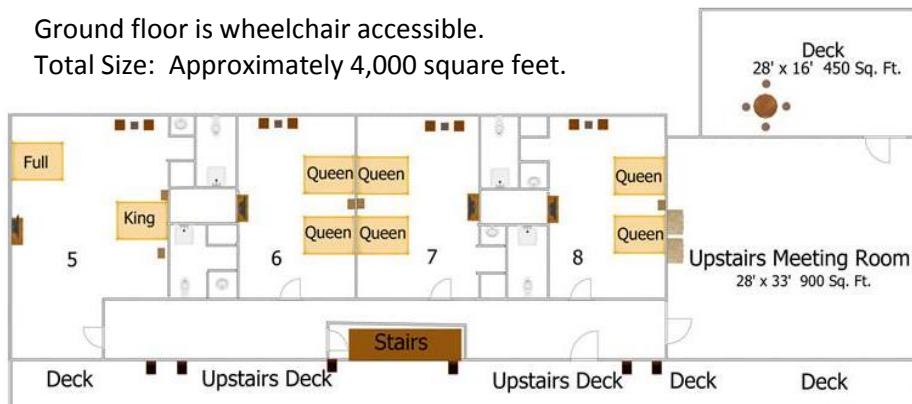 Ground floor is wheelchair accessible.
Total Size: Approximately 4,000 square feet.
Deck
28' x 16' 450 Sq. Ft.
Full
Queen Queen
Queen
King
Queen Queen
Queen
5
6
7
8
Upstairs Meeting Room
28' x 33' 900 Sq. Ft.
Stairs
Deck
Upstairs Deck
Upstairs Deck
Deck
Deck